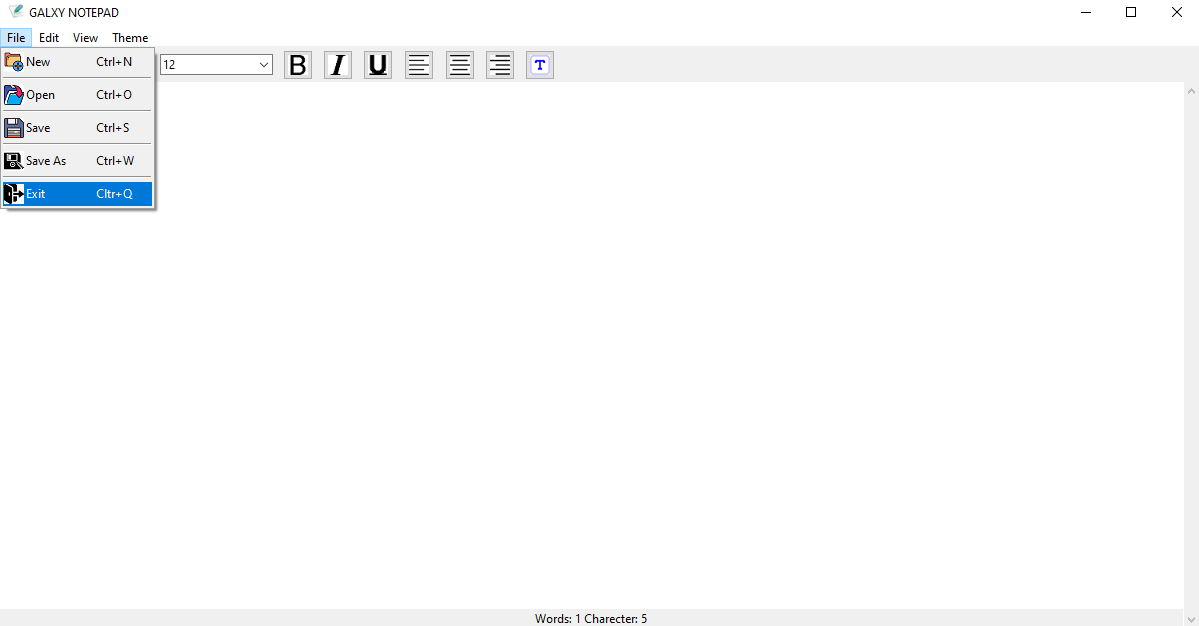 GALXY NOTEPAD
File Edit View Theme
New Ctrl+N
12
B I U T
Open Ctrl+O
Save Ctrl+S
Save As Ctrl+W
Exit Cltr+Q
Words: 1 Charecter: 5